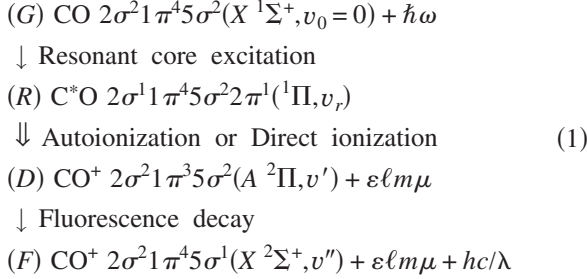 (G) CO 2σ²1π⁴5σ²(X ¹Σ⁺,v₀=0)+ℏω
↓ Resonant core excitation
(R) C*O 2σ¹1π⁴5σ²2π¹(¹Π,vᵣ)
⇓ Autoionization or Direct ionization (1)
(D) CO⁺ 2σ²1π³5σ²(A ²Π,v′)+εℓmμ
↓ Fluorescence decay
(F) CO⁺ 2σ²1π⁴5σ¹(X ²Σ⁺,v″)+εℓmμ+hc/λ